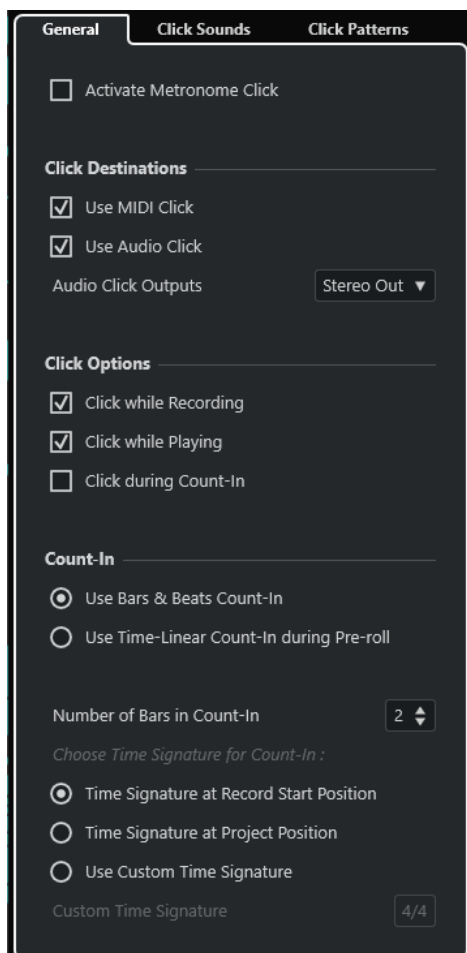 General Click Sounds Click Patterns
Activate Metronome Click
Click Destinations
Use MIDI Click
Use Audio Click
Audio Click Outputs Stereo Out
Click Options
Click while Recording
Click while Playing
Click during Count-In
Count-In
Use Bars & Beats Count-In
Use Time-Linear Count-In during Pre-roll
Number of Bars in Count-In 2
Choose Time Signature for Count-In :
Time Signature at Record Start Position
Time Signature at Project Position
Use Custom Time Signature
Custom Time Signature 4/4